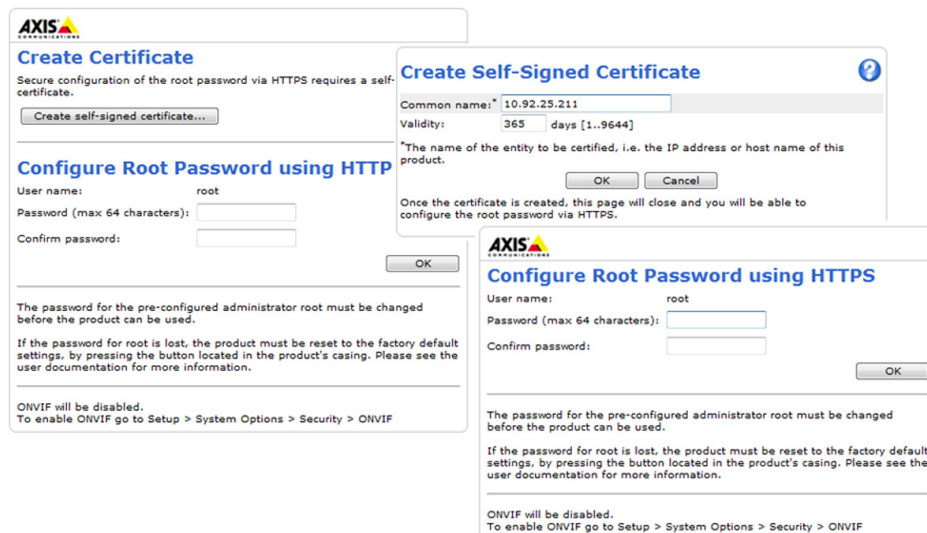 AXIS
COMMUNICATIONS
Create Certificate
Secure configuration of the root password via HTTPS requires a self-
certificate.
Create self-signed certificate...
Configure Root Password using HTTP
User name: root
Password (max 64 characters):
Confirm password:
OK
The password for the pre-configured administrator root must be changed
before the product can be used.
If the password for root is lost, the product must be reset to the factory default
settings, by pressing the button located in the product's casing. Please see the
user documentation for more information.
ONVIF will be disabled.
To enable ONVIF go to Setup > System Options > Security > ONVIF
Create Self-Signed Certificate
?
Common name:* 10.92.25.211
Validity: 365 days [1..9644]
*The name of the entity to be certified, i.e. the IP address or host name of this
product.
OK Cancel
Once the certificate is created, this page will close and you will be able to
configure the root password via HTTPS.
AXIS
COMMUNICATIONS
Configure Root Password using HTTPS
User name: root
Password (max 64 characters):
Confirm password:
OK
The password for the pre-configured administrator root must be changed
before the product can be used.
If the password for root is lost, the product must be reset to the factory default
settings, by pressing the button located in the product's casing. Please see the
user documentation for more information.
ONVIF will be disabled.
To enable ONVIF go to Setup > System Options > Security > ONVIF